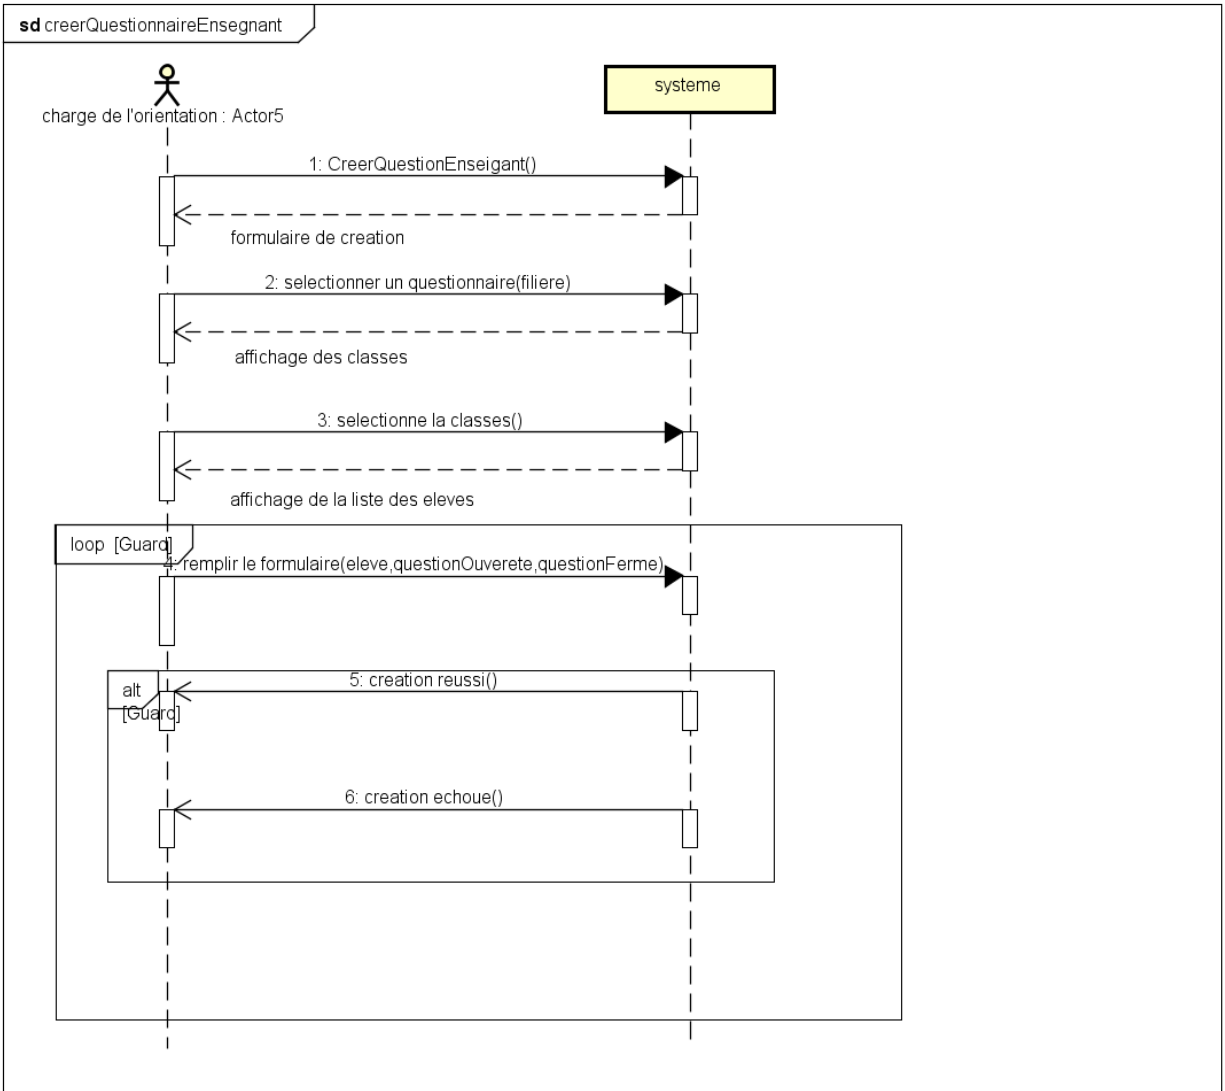 sd creerQuestionnaireEnsegnant
charge de l'orientation : Actor5
systeme
1: CreerQuestionEnseigant()
formulaire de creation
2: selectionner un questionnaire(filiere)
affichage des classes
3: selectionne la classes()
affichage de la liste des eleves
loop [Guard]
4: remplir le formulaire(eleve,questionOuverete,questionFerme)
alt
5: creation reussi()
[Guard]
6: creation echoue()